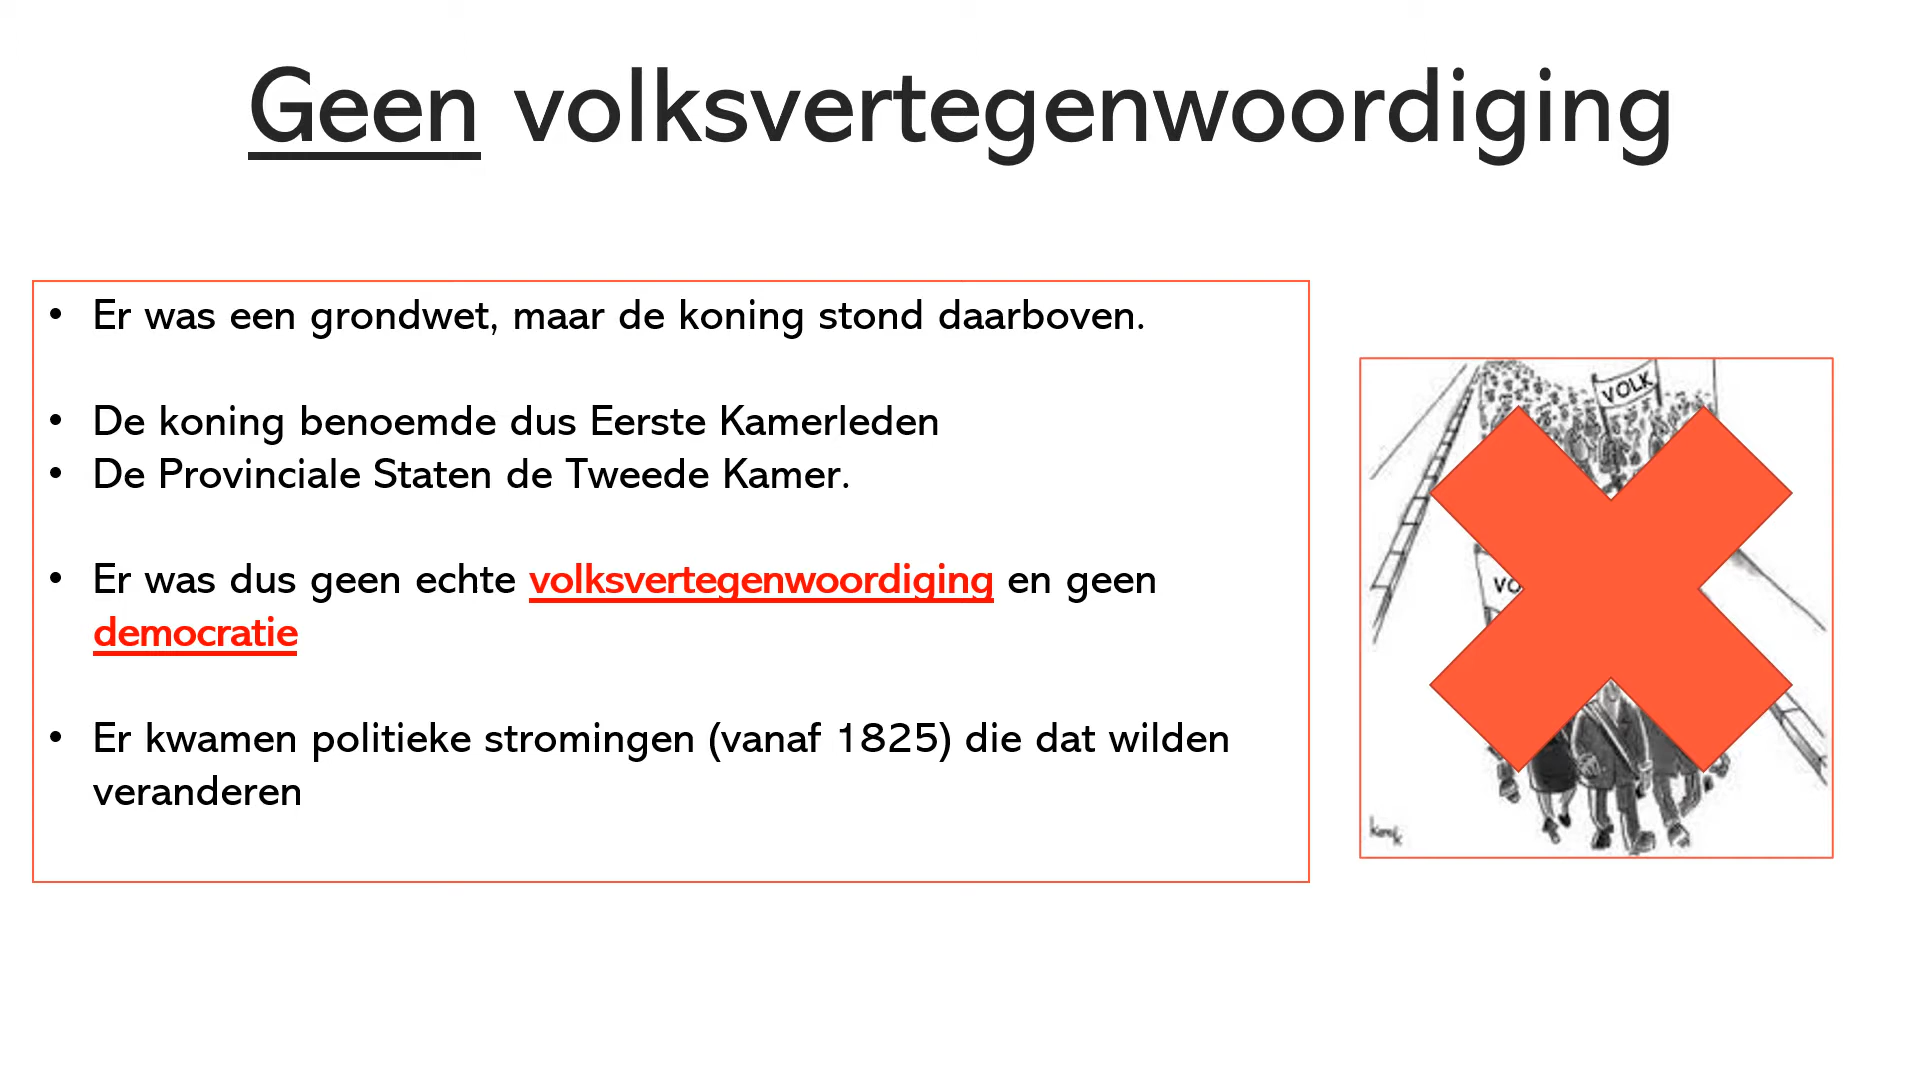 Geen volksvertegenwoordiging
• Er was een grondwet, maar de koning stond daarboven.
• De koning benoemde dus Eerste Kamerleden
• De Provinciale Staten de Tweede Kamer.
• Er was dus geen echte volksvertegenwoordiging en geen
democratie
• Er kwamen politieke stromingen (vanaf 1825) die dat wilden
veranderen
VOLK